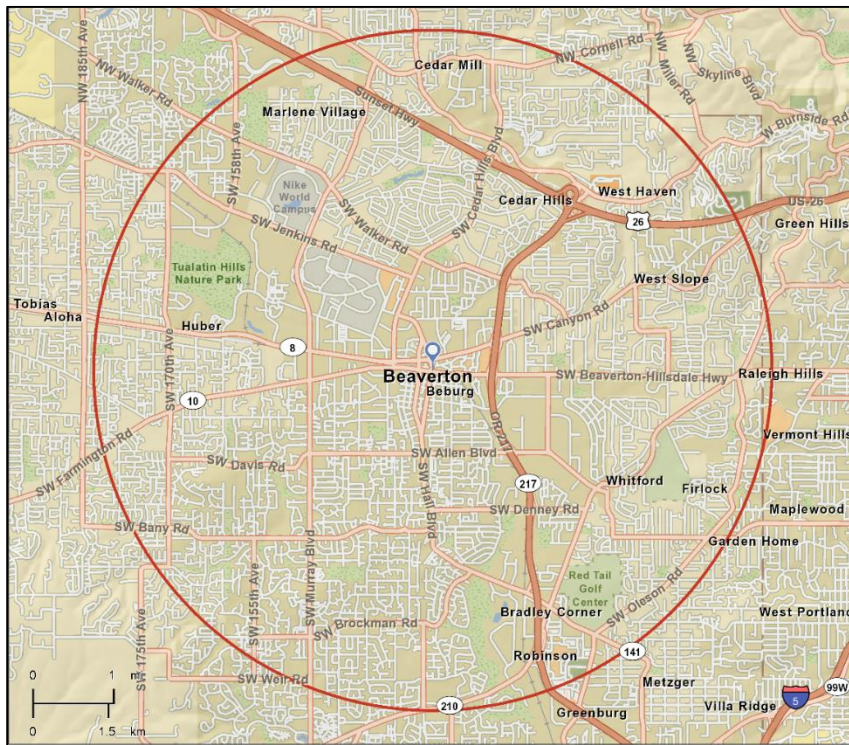 NW 185th Ave
NW Walker Rd
SW 158th Ave
Marlene Village
Sunset Hwy
Cedar Mill
NW Cornell Rd
NW Miller Rd
NW Skyline Blvd
W Burnside Rd
Nike
World
Campus
SW Walker Rd
SW Cedar Hills Blvd
Cedar Hills
West Haven
26
US-26
Green Hills
SW Jenkins Rd
Tualatin Hills
Nature Park
West Slope
Tobias
Aloha
Huber
8
SW Canyon Rd
SW 170th Ave
Beaverton
Beburg
SW Beaverton-Hillsdale Hwy
Raleigh Hills
10
OR-217
SW Farmington Rd
Vermont Hills
SW Davis Rd
SW Allen Blvd
SW Hall Blvd
217
Whitford
Firlock
Maplewood
SW Bany Rd
SW Denney Rd
Garden Home
SW Murray Blvd
SW 155th Ave
Red Tail
Golf
Center
SW Oleson Rd
SW 175th Ave
SW Brockman Rd
Bradley Corner
West Portland
141
Robinson
0 1 m
SW Weir Rd
Metzger
210
Greenburg
Villa Ridge
5
99W
0 1.5 km